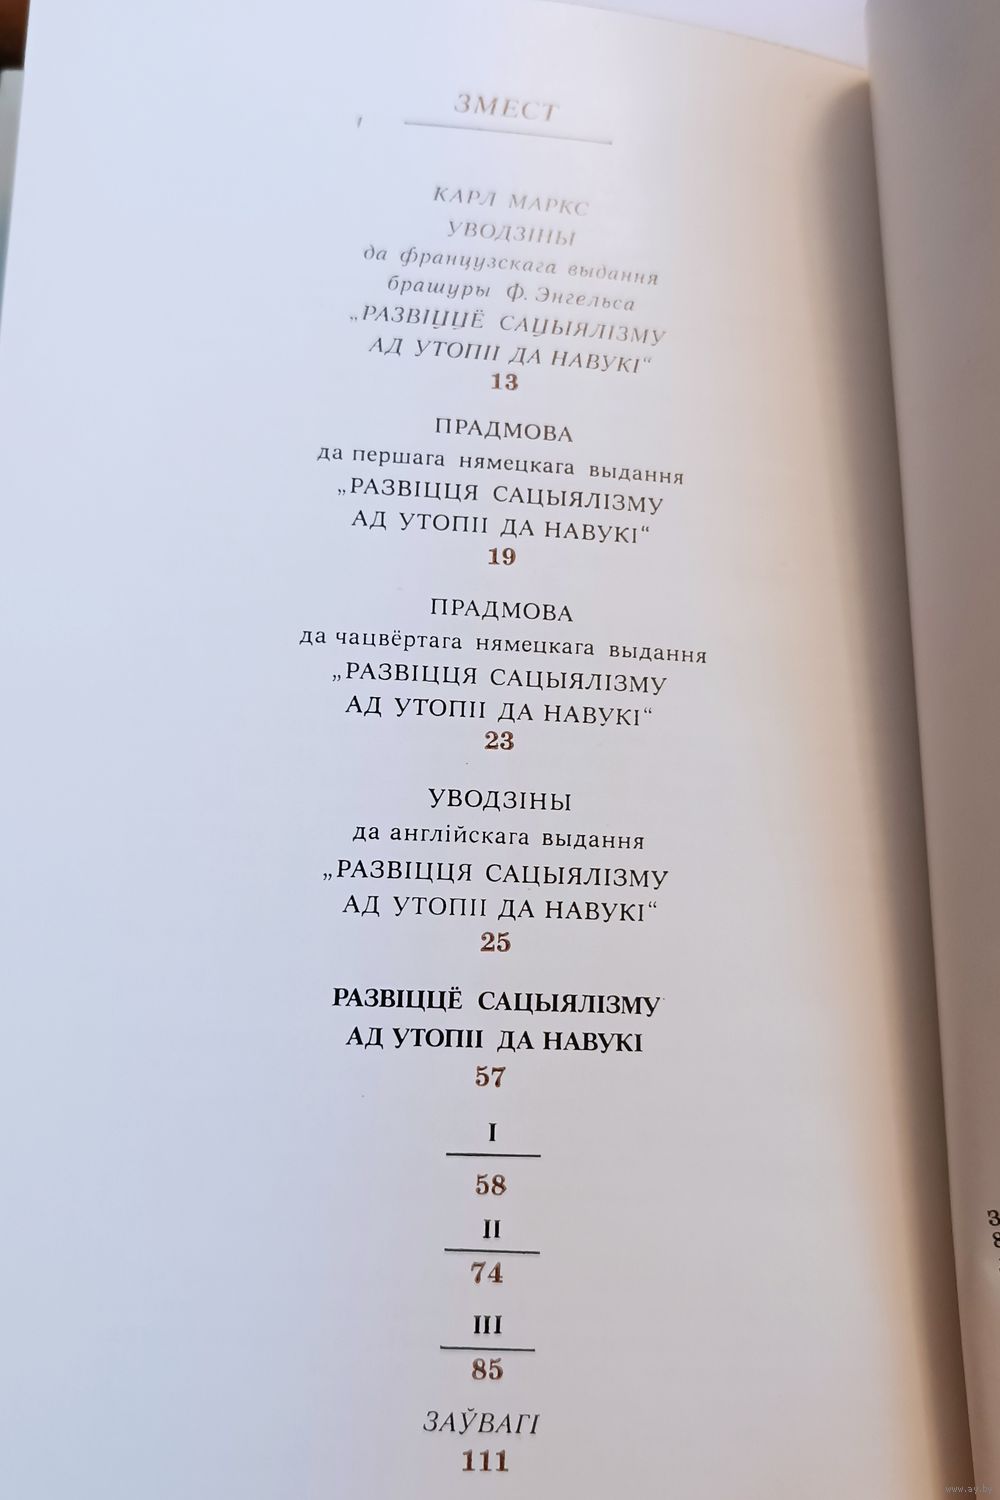 ЗМЕСТ
КАРЛ МАРКС
УВОДЗІНЫ
да французскага выдання
брашуры Ф. Энгельса
„РАЗВІЦЦЁ САЦЫЯЛІЗМУ
АД УТОПІІ ДА НАВУКІ“
13
ПРАДМОВА
да першага нямецкага выдання
„РАЗВІЦЦЯ САЦЫЯЛІЗМУ
АД УТОПІІ ДА НАВУКІ“
19
ПРАДМОВА
да чацвёртага нямецкага выдання
„РАЗВІЦЦЯ САЦЫЯЛІЗМУ
АД УТОПІІ ДА НАВУКІ“
23
УВОДЗІНЫ
да англійскага выдання
„РАЗВІЦЦЯ САЦЫЯЛІЗМУ
АД УТОПІІ ДА НАВУКІ“
25
РАЗВІЦЦЁ САЦЫЯЛІЗМУ
АД УТОПІІ ДА НАВУКІ
57
I
58
II
74
III
85
ЗАЎВАГІ
111
www.ay.by